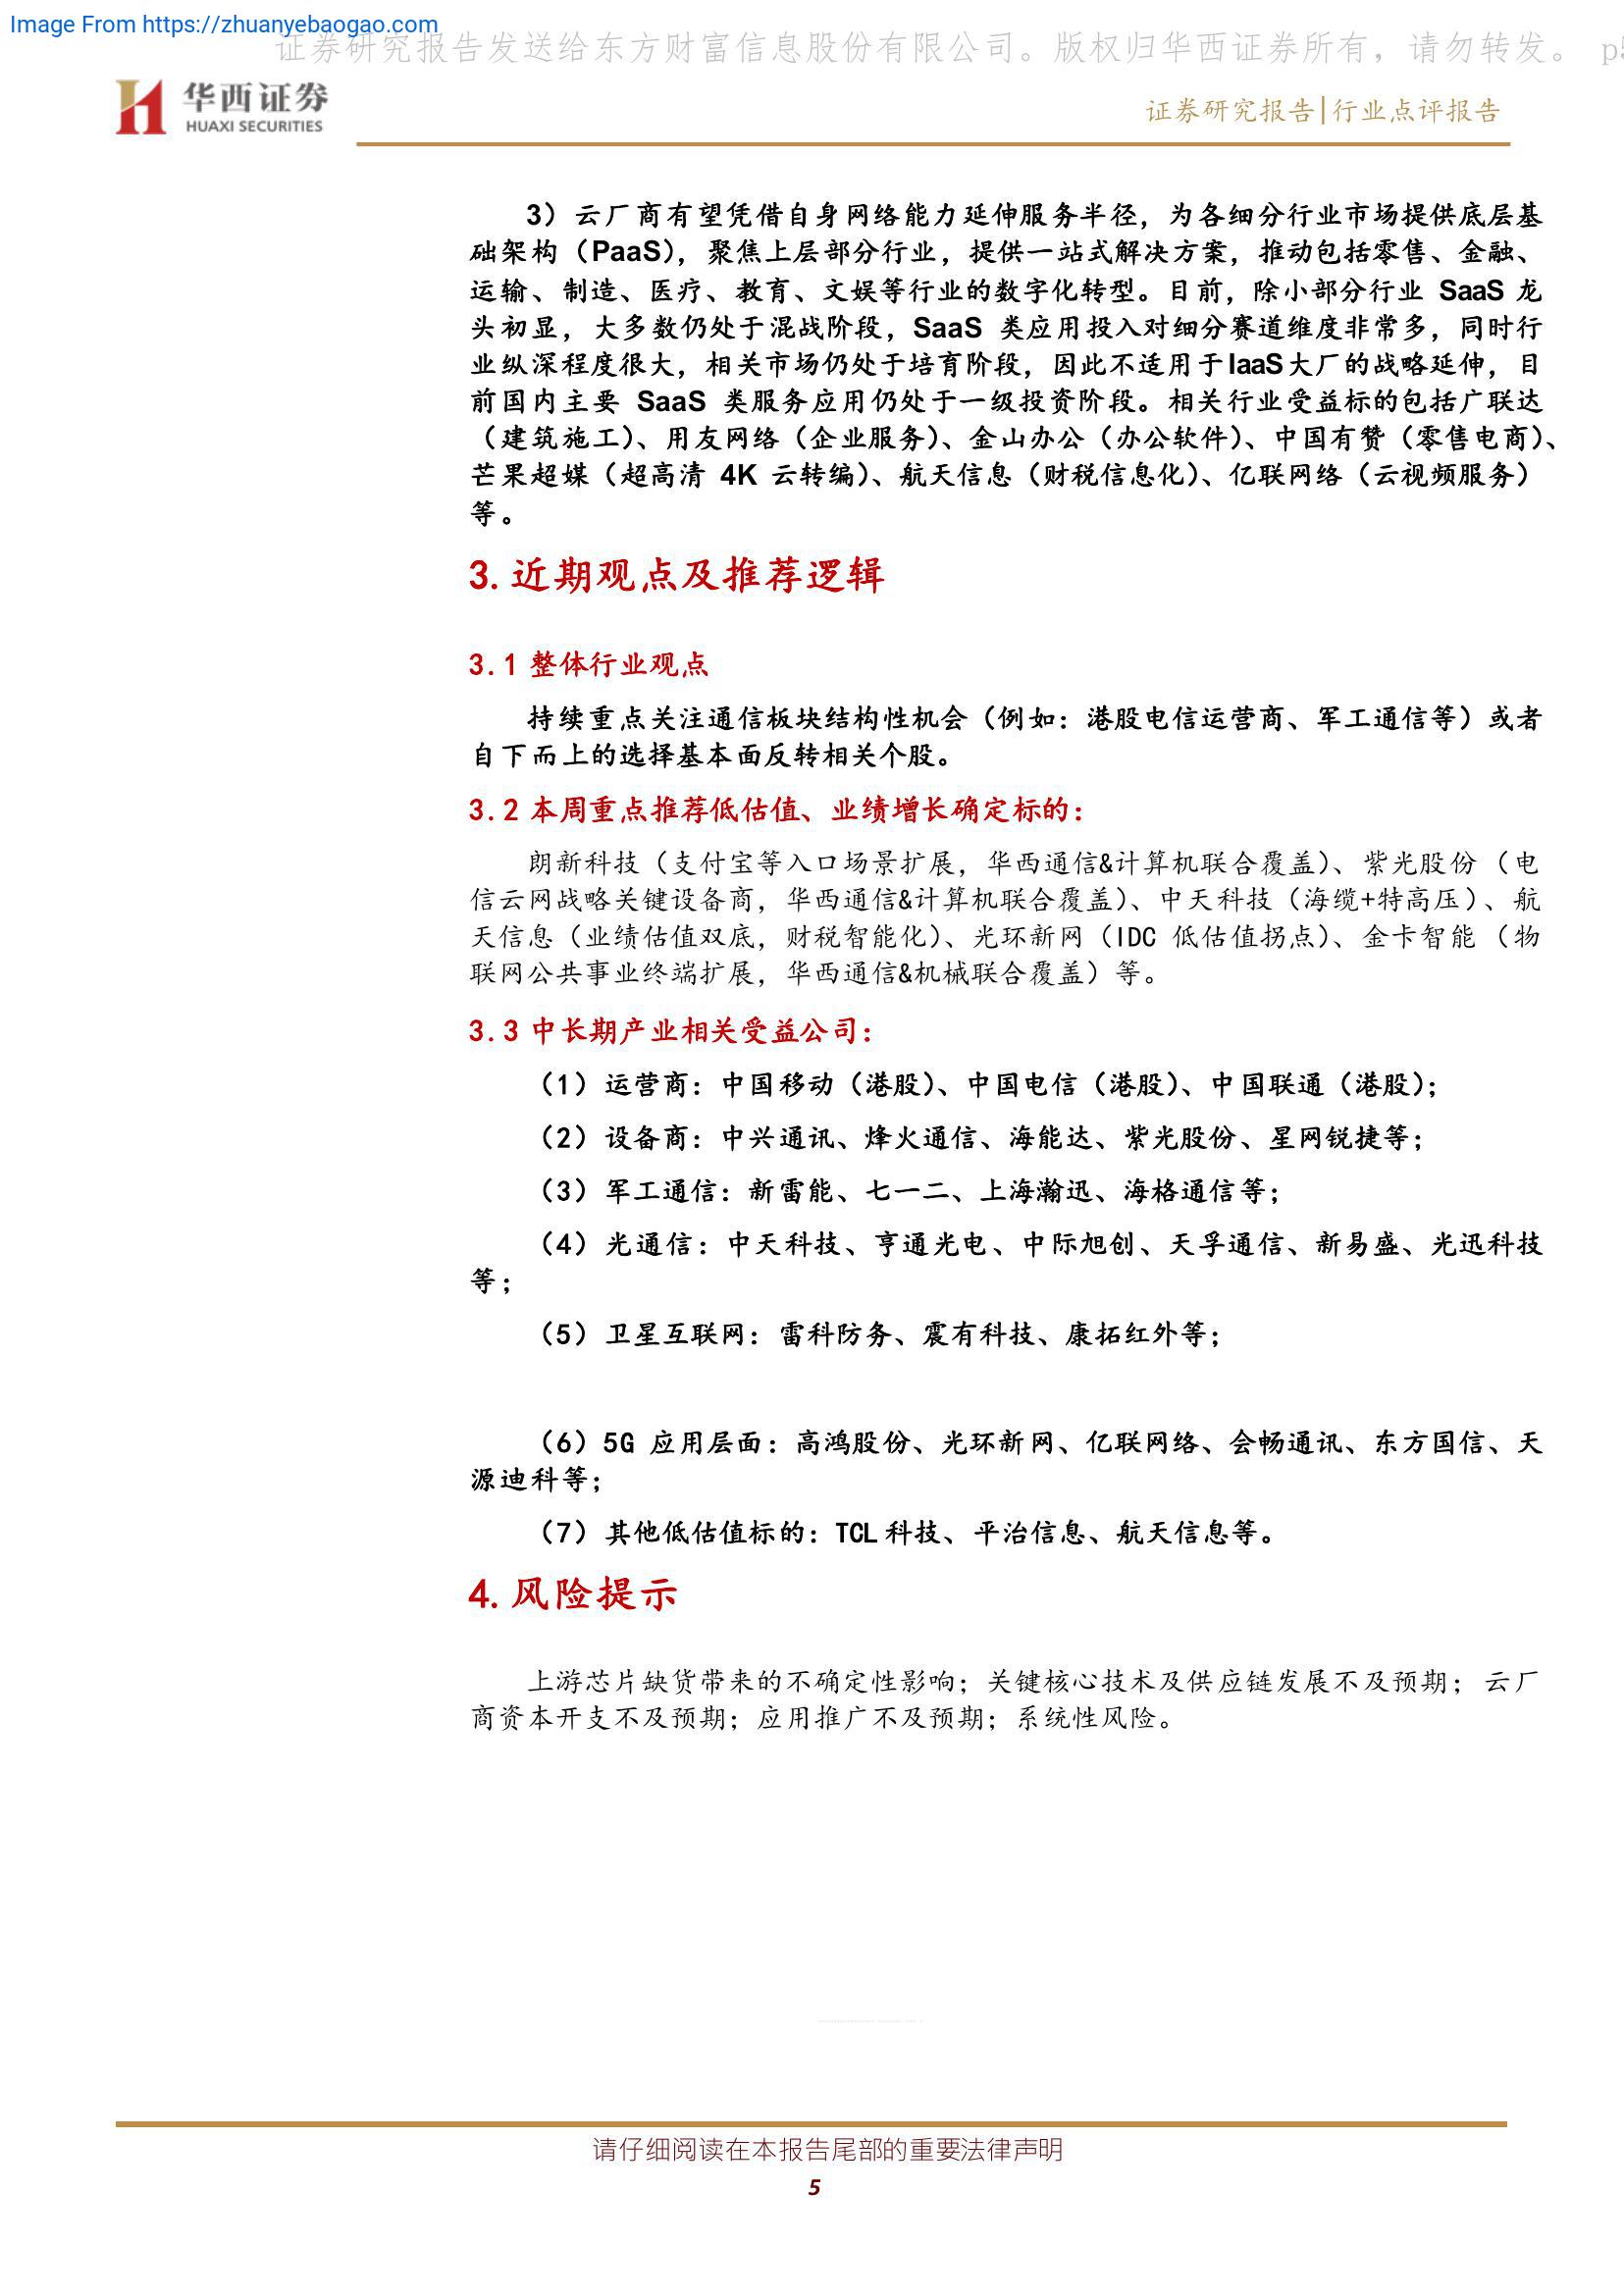 Image From https://zhuanyebaogao.com
证券研究报告发送给东方财富信息股份有限公司。版权归华西证券所有，请勿转发。 p5
华西证券
HUAXI SECURITIES
证券研究报告|行业点评报告
3）云厂商有望凭借自身网络能力延伸服务半径，为各细分行业市场提供底层基
础架构（PaaS），聚焦上层部分行业，提供一站式解决方案，推动包括零售、金融、
运输、制造、医疗、教育、文娱等行业的数字化转型。目前，除小部分行业 SaaS 龙
头初显，大多数仍处于混战阶段，SaaS 类应用投入对细分赛道维度非常多，同时行
业纵深程度很大，相关市场仍处于培育阶段，因此不适用于IaaS大厂的战略延伸，目
前国内主要 SaaS 类服务应用仍处于一级投资阶段。相关行业受益标的包括广联达
（建筑施工）、用友网络（企业服务）、金山办公（办公软件）、中国有赞（零售电商）、
芒果超媒（超高清 4K 云转编）、航天信息（财税信息化）、亿联网络（云视频服务）
等。
3.近期观点及推荐逻辑
3.1 整体行业观点
持续重点关注通信板块结构性机会（例如：港股电信运营商、军工通信等）或者
自下而上的选择基本面反转相关个股。
3.2 本周重点推荐低估值、业绩增长确定标的：
朗新科技（支付宝等入口场景扩展，华西通信&计算机联合覆盖）、紫光股份（电
信云网战略关键设备商，华西通信&计算机联合覆盖）、中天科技（海缆+特高压）、航
天信息（业绩估值双底，财税智能化）、光环新网（IDC 低估值拐点）、金卡智能（物
联网公共事业终端扩展，华西通信&机械联合覆盖）等。
3.3 中长期产业相关受益公司：
（1）运营商：中国移动（港股）、中国电信（港股）、中国联通（港股）；
（2）设备商：中兴通讯、烽火通信、海能达、紫光股份、星网锐捷等；
（3）军工通信：新雷能、七一二、上海瀚迅、海格通信等；
（4）光通信：中天科技、亨通光电、中际旭创、天孚通信、新易盛、光迅科技
等；
（5）卫星互联网：雷科防务、震有科技、康拓红外等；
（6）5G 应用层面：高鸿股份、光环新网、亿联网络、会畅通讯、东方国信、天
源迪科等；
（7）其他低估值标的：TCL科技、平治信息、航天信息等。
4.风险提示
上游芯片缺货带来的不确定性影响；关键核心技术及供应链发展不及预期；云厂
商资本开支不及预期；应用推广不及预期；系统性风险。
请仔细阅读在本报告尾部的重要法律声明
5